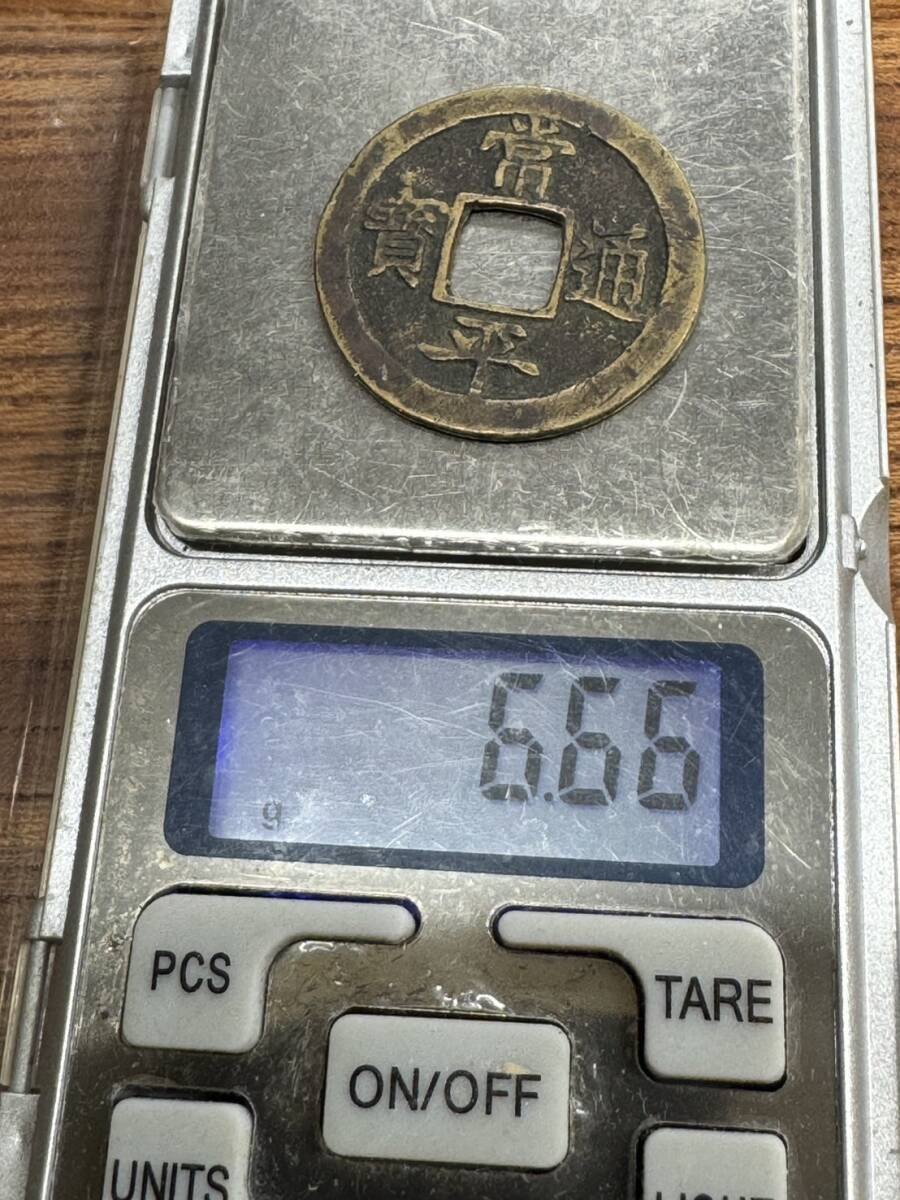 常平通寶
6.66
g
PCS
TARE
ON/OFF
UNITS